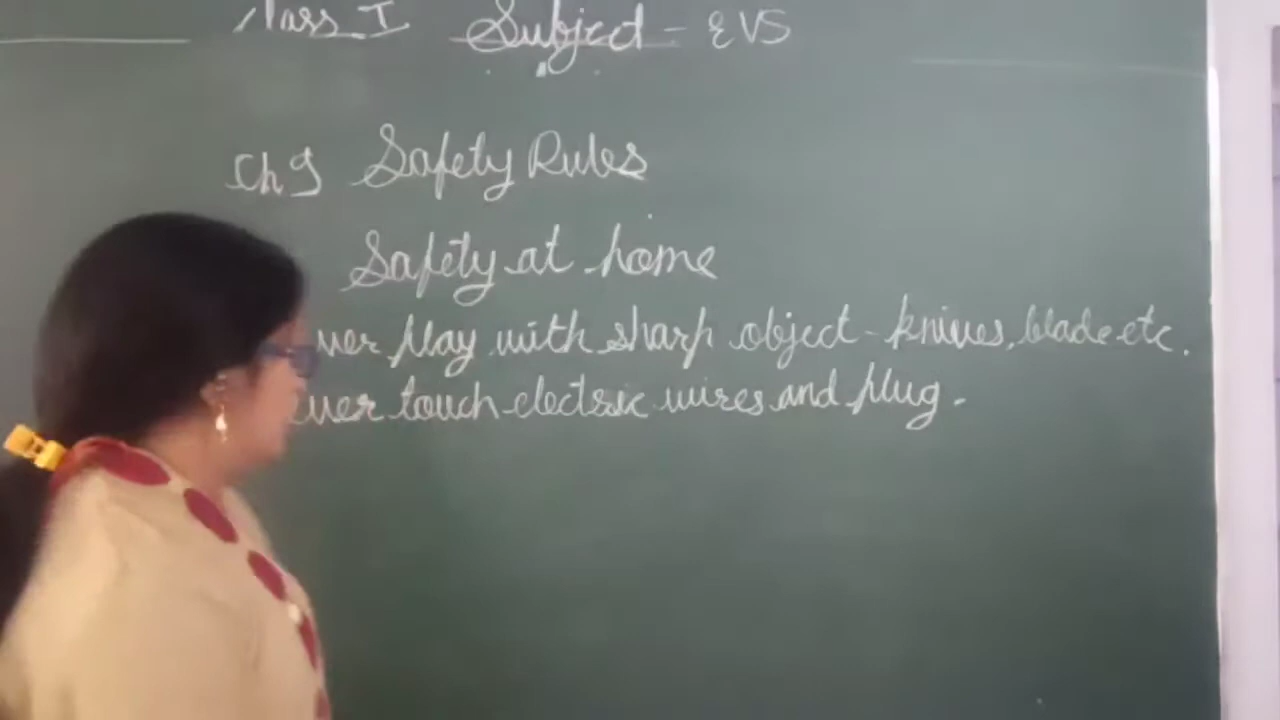 Class I Subject - EVS
Ch 9 Safety Rules
Safety at home
ver play with sharp object - knives, blade etc.
ver touch electric wires and plug.